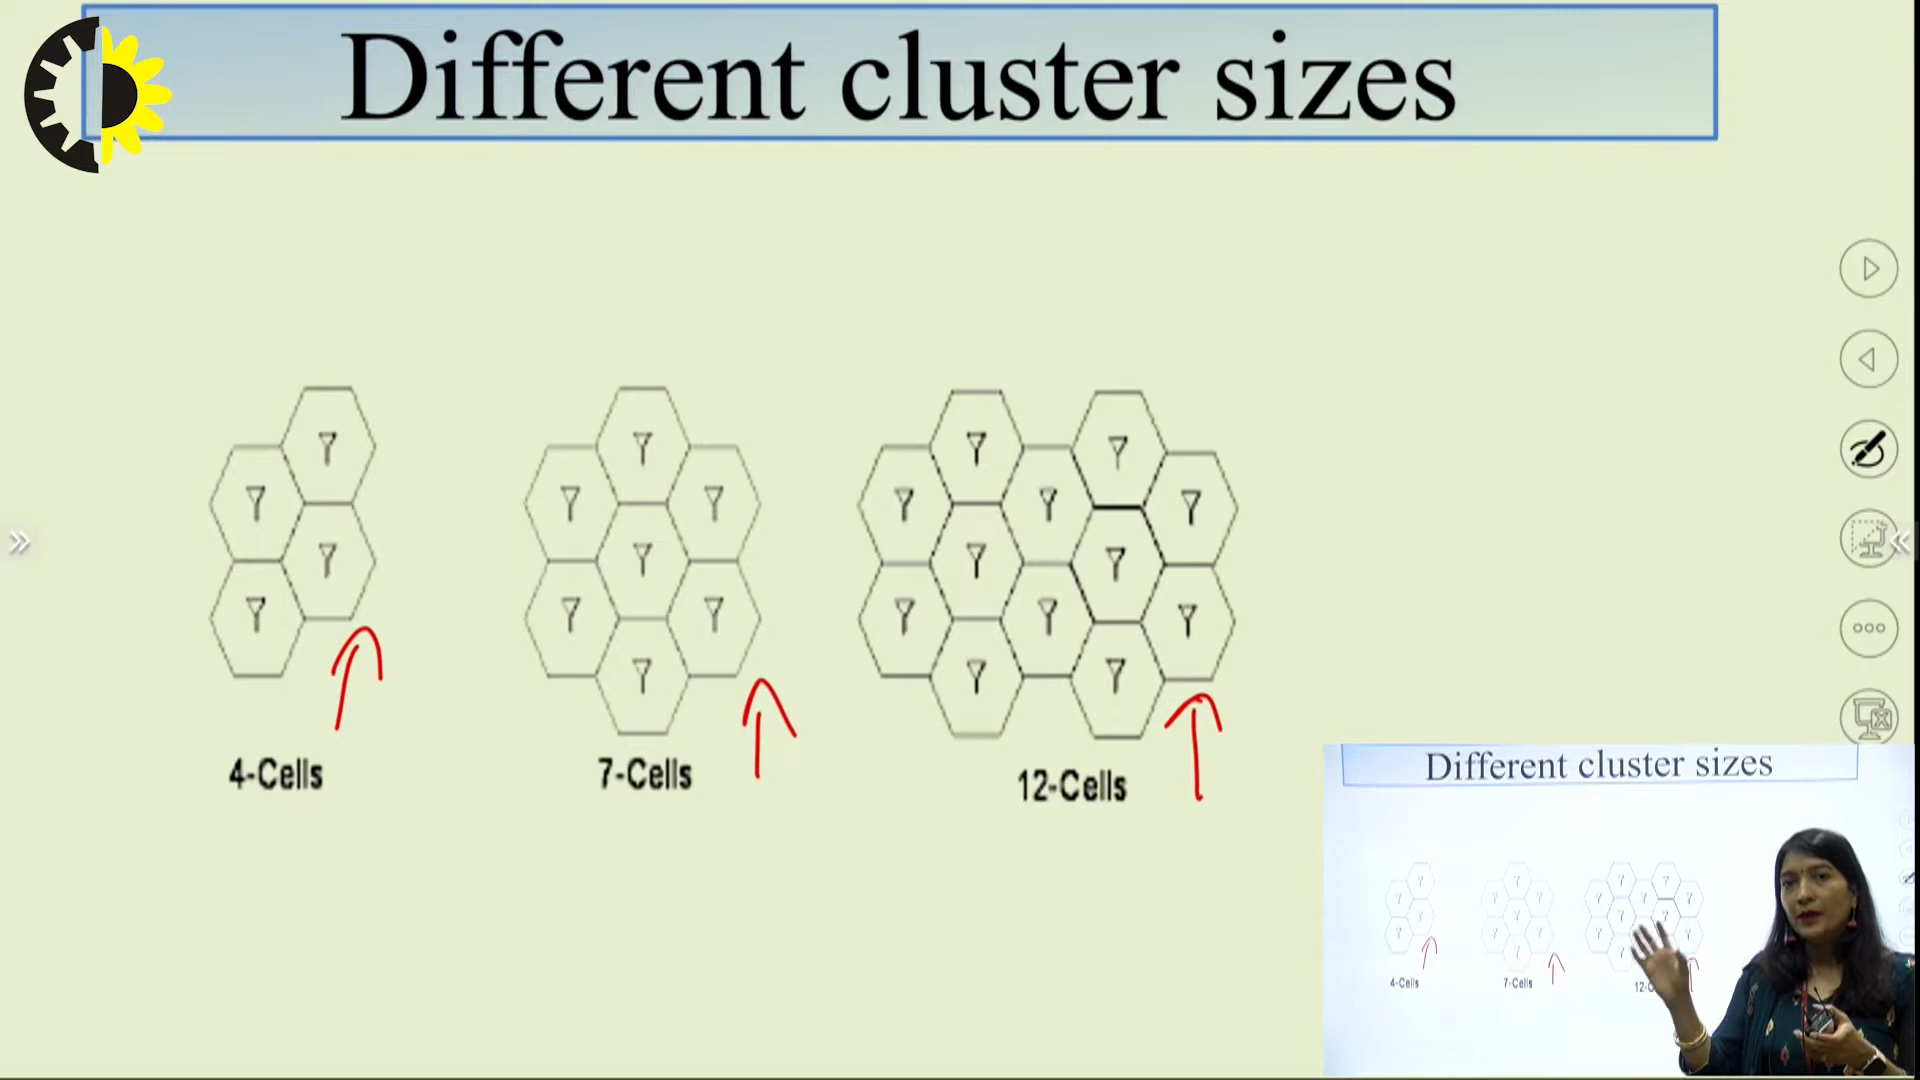 Different cluster sizes
4-Cells
7-Cells
12-Cells
Different cluster sizes
4-Cells
7-Cells